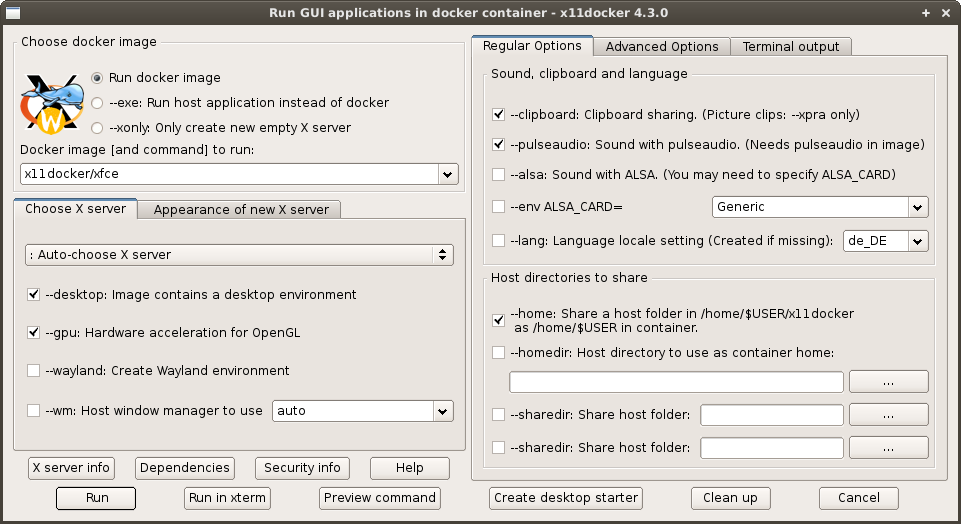 Run GUI applications in docker container - x11docker 4.3.0
Choose docker image
Run docker image
--exe: Run host application instead of docker
--xonly: Only create new empty X server
X
W
Docker image [and command] to run:
x11docker/xfce
Choose X server
Appearance of new X server
: Auto-choose X server
--desktop: Image contains a desktop environment
--gpu: Hardware acceleration for OpenGL
--wayland: Create Wayland environment
--wm: Host window manager to use
auto
X server info
Dependencies
Security info
Help
Regular Options
Advanced Options
Terminal output
Sound, clipboard and language
--clipboard: Clipboard sharing. (Picture clips: --xpra only)
--pulseaudio: Sound with pulseaudio. (Needs pulseaudio in image)
--alsa: Sound with ALSA. (You may need to specify ALSA_CARD)
--env ALSA_CARD=
Generic
--lang: Language locale setting (Created if missing):
de_DE
Host directories to share
--home: Share a host folder in /home/$USER/x11docker
as /home/$USER in container.
--homedir: Host directory to use as container home:
...
--sharedir: Share host folder:
...
--sharedir: Share host folder:
...
Run
Run in xterm
Preview command
Create desktop starter
Clean up
Cancel